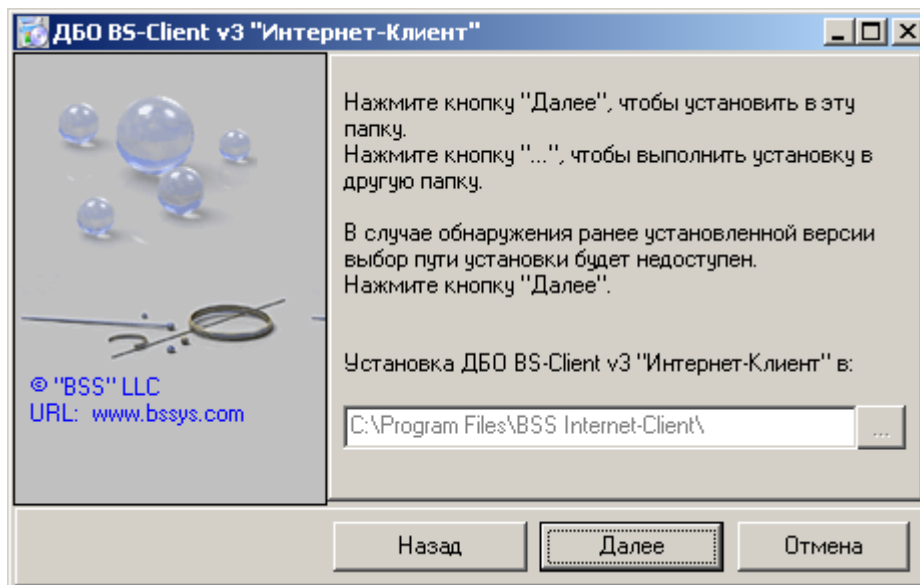 ДБО BS-Client v3 "Интернет-Клиент"
Нажмите кнопку "Далее", чтобы установить в эту
папку.
Нажмите кнопку "...", чтобы выполнить установку в
другую папку.
В случае обнаружения ранее установленной версии
выбор пути установки будет недоступен.
Нажмите кнопку "Далее".
Установка ДБО BS-Client v3 "Интернет-Клиент" в:
© "BSS" LLC
URL: www.bssys.com
C:\Program Files\BSS Internet-Client\
...
Назад
Далее
Отмена